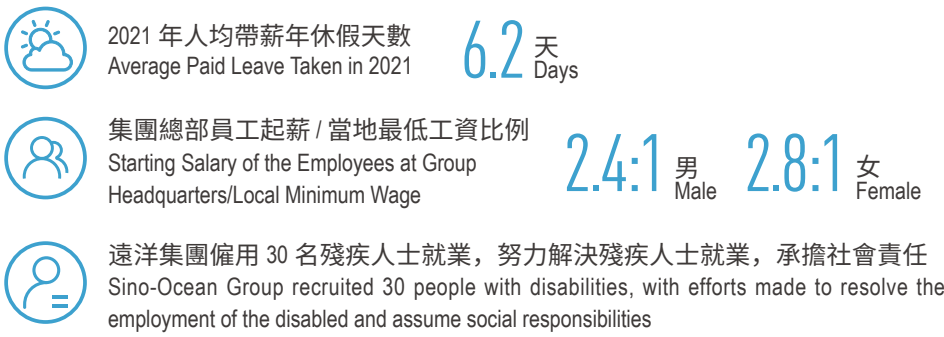 2021 年人均帶薪年休假天數
Average Paid Leave Taken in 2021
6.2 天
Days
集團總部員工起薪 / 當地最低工資比例
Starting Salary of the Employees at Group
Headquarters/Local Minimum Wage
2.4:1 男
Male
2.8:1 女
Female
遠洋集團僱用 30 名殘疾人士就業，努力解決殘疾人士就業，承擔社會責任
Sino-Ocean Group recruited 30 people with disabilities, with efforts made to resolve the
employment of the disabled and assume social responsibilities